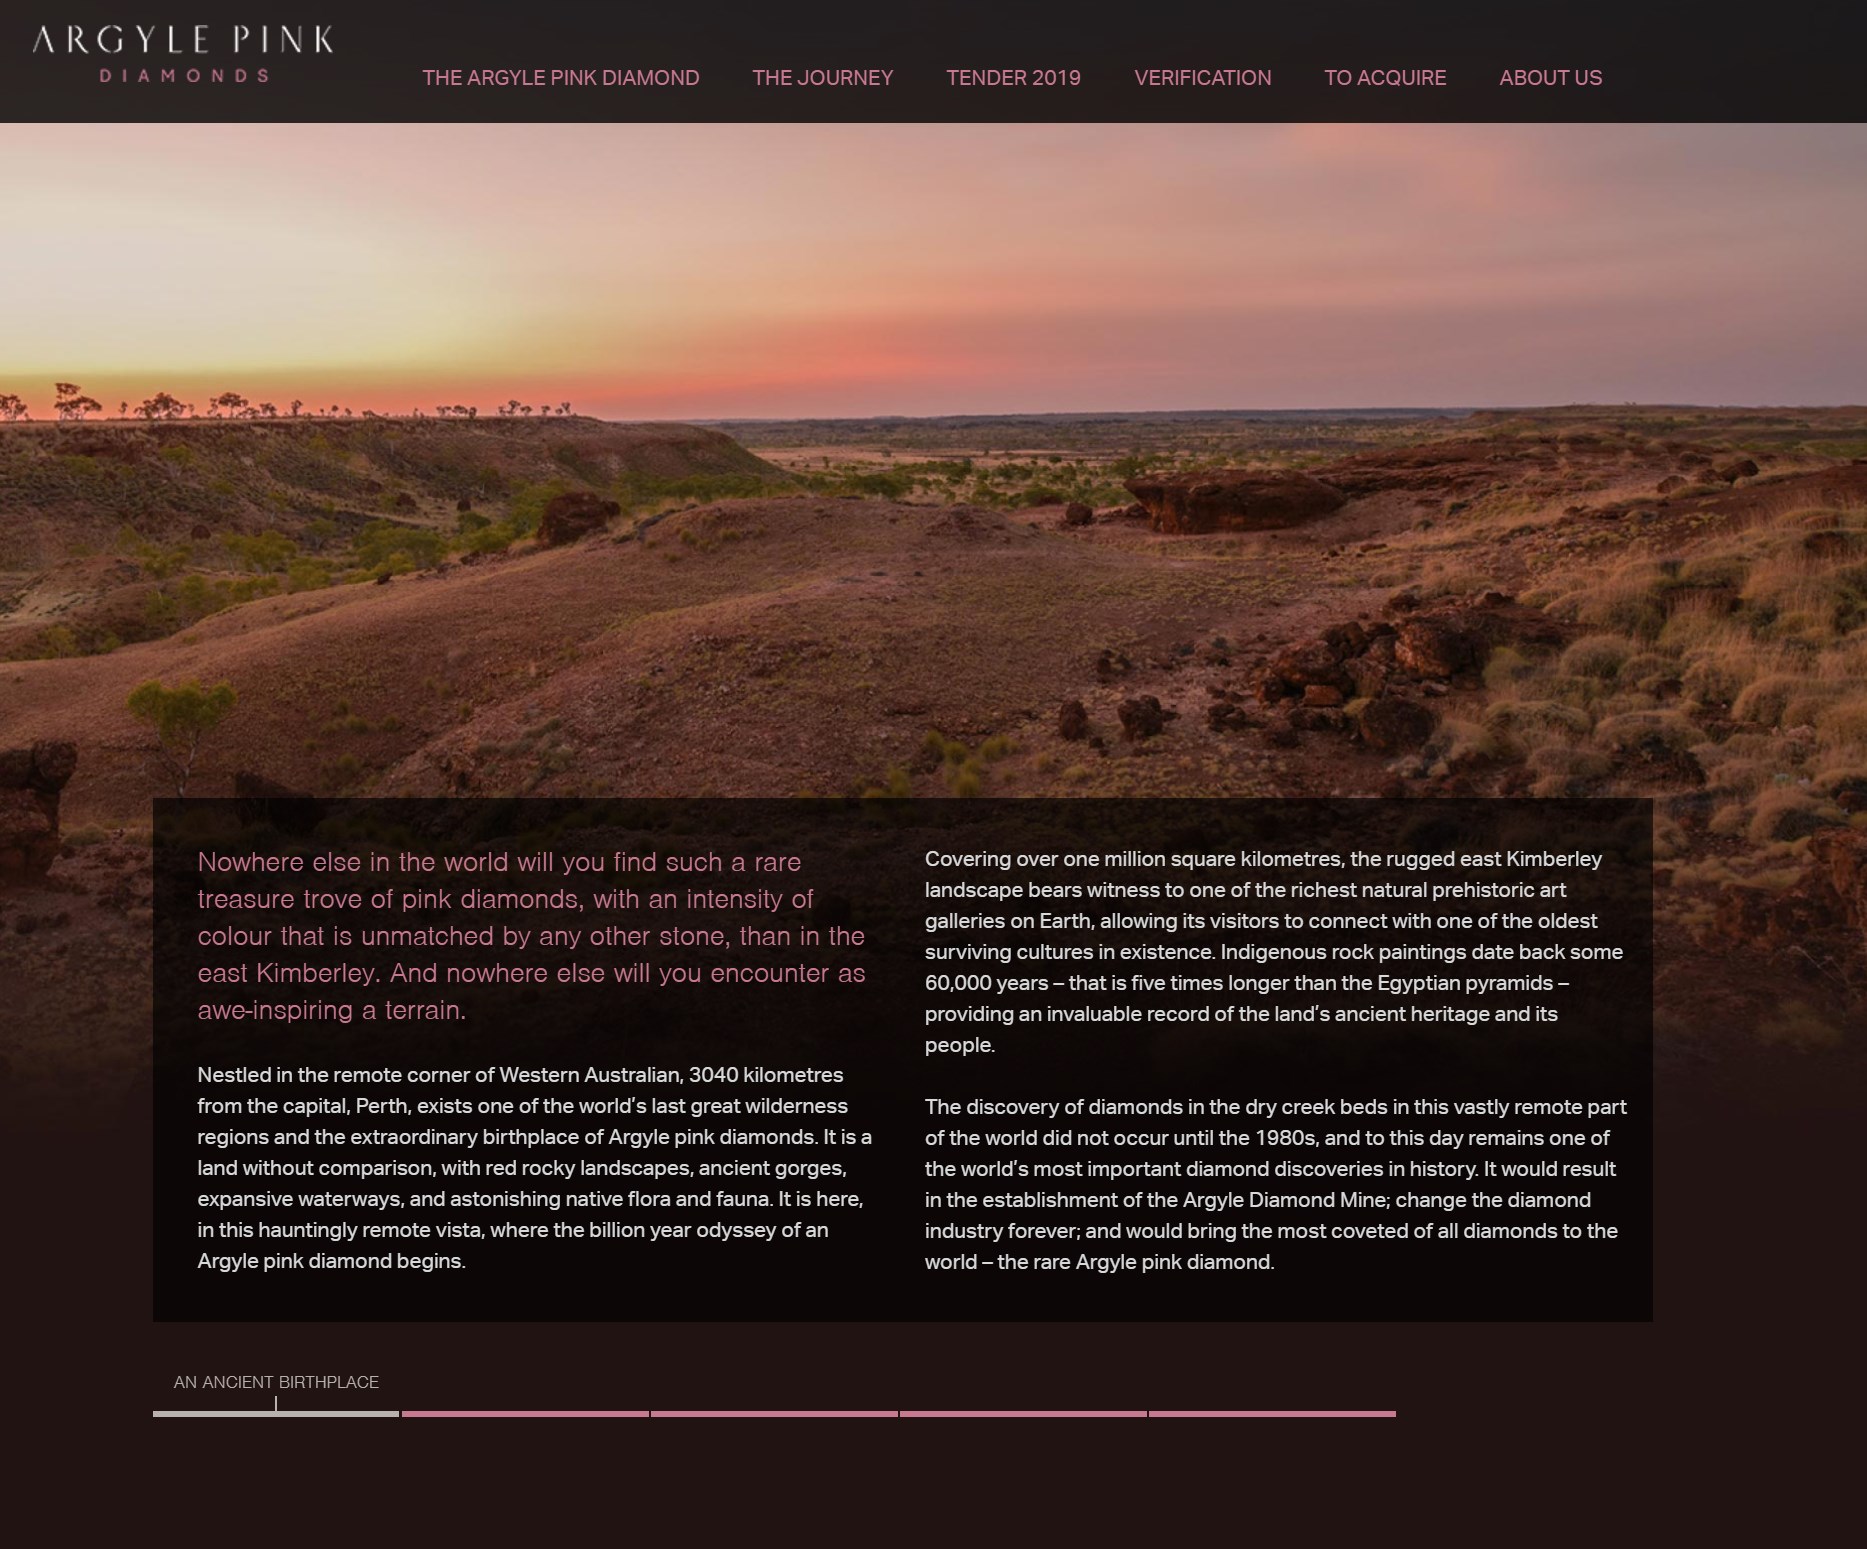 ARGYLE PINK
DIAMONDS
THE ARGYLE PINK DIAMOND THE JOURNEY TENDER 2019 VERIFICATION TO ACQUIRE ABOUT US
Nowhere else in the world will you find such a rare
treasure trove of pink diamonds, with an intensity of
colour that is unmatched by any other stone, than in the
east Kimberley. And nowhere else will you encounter as
awe-inspiring a terrain.
Nestled in the remote corner of Western Australian, 3040 kilometres
from the capital, Perth, exists one of the world’s last great wilderness
regions and the extraordinary birthplace of Argyle pink diamonds. It is a
land without comparison, with red rocky landscapes, ancient gorges,
expansive waterways, and astonishing native flora and fauna. It is here,
in this hauntingly remote vista, where the billion year odyssey of an
Argyle pink diamond begins.
Covering over one million square kilometres, the rugged east Kimberley
landscape bears witness to one of the richest natural prehistoric art
galleries on Earth, allowing its visitors to connect with one of the oldest
surviving cultures in existence. Indigenous rock paintings date back some
60,000 years – that is five times longer than the Egyptian pyramids –
providing an invaluable record of the land’s ancient heritage and its
people.
The discovery of diamonds in the dry creek beds in this vastly remote part
of the world did not occur until the 1980s, and to this day remains one of
the world’s most important diamond discoveries in history. It would result
in the establishment of the Argyle Diamond Mine; change the diamond
industry forever; and would bring the most coveted of all diamonds to the
world – the rare Argyle pink diamond.
AN ANCIENT BIRTHPLACE